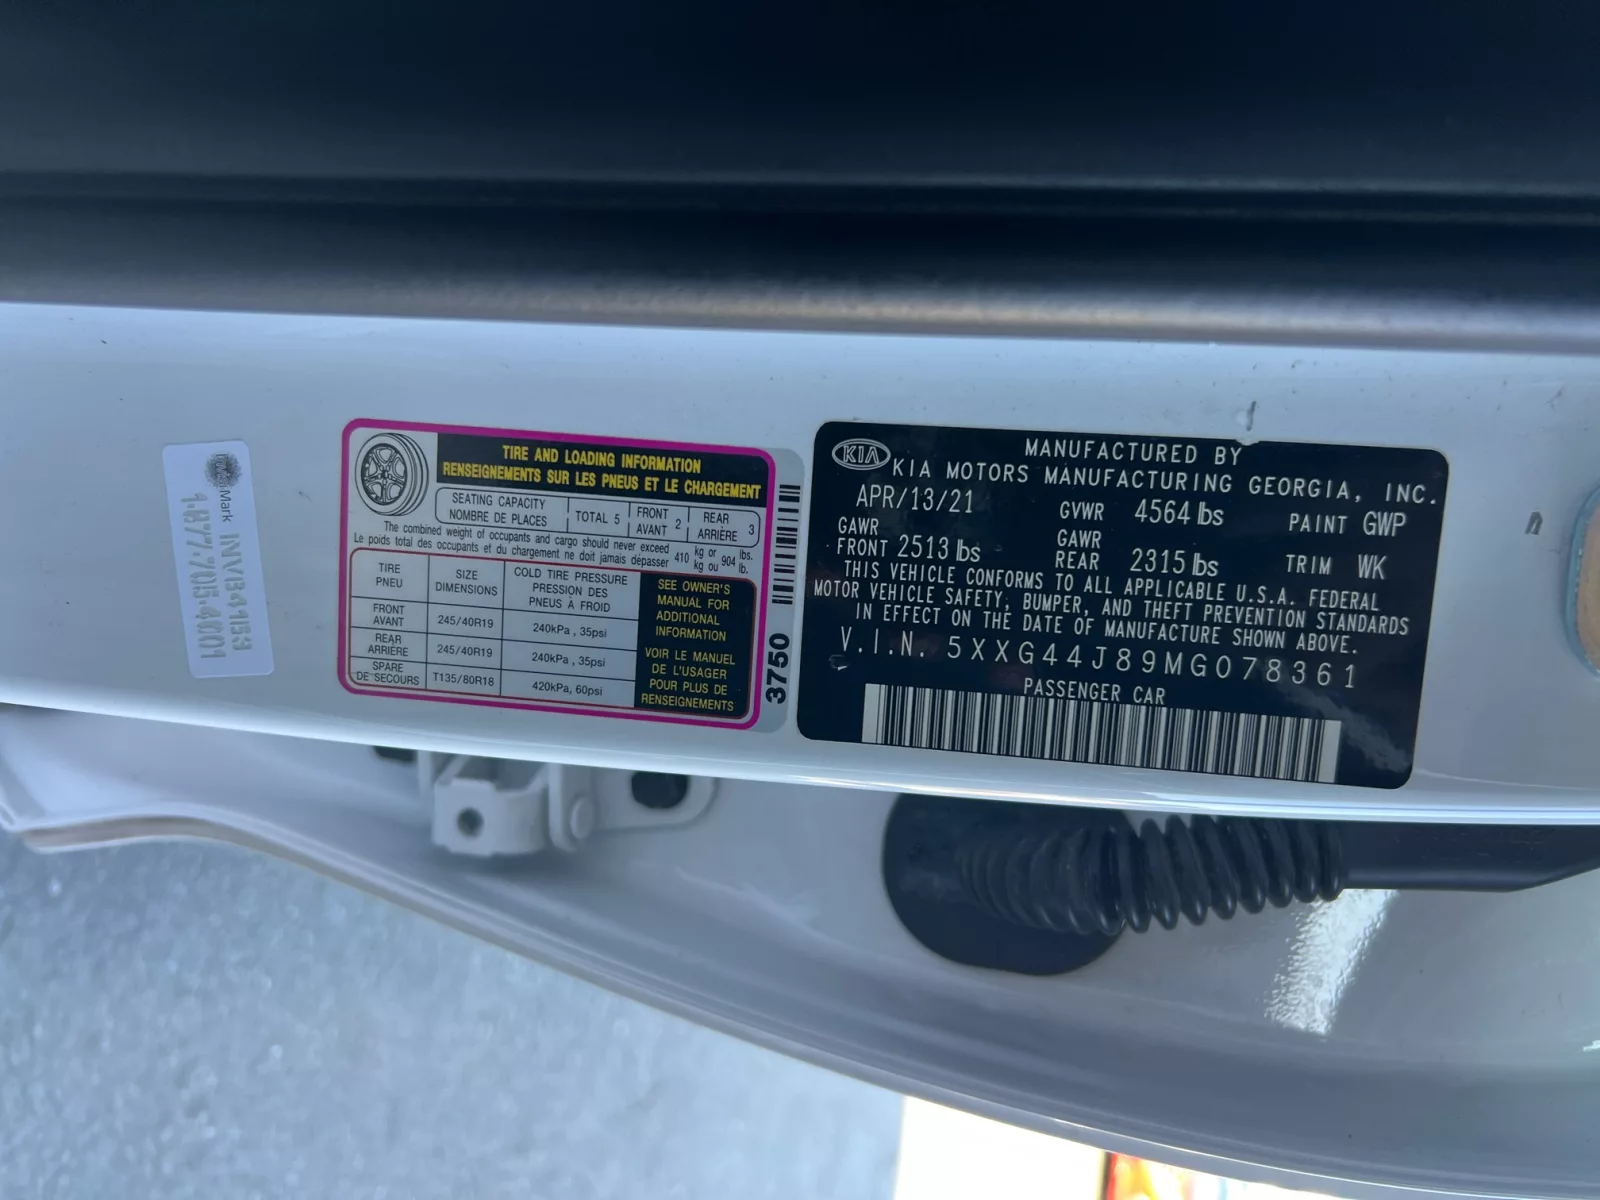 Mark INVB41153
1·877·705·4001
TIRE AND LOADING INFORMATION
RENSEIGNEMENTS SUR LES PNEUS ET LE CHARGEMENT
SEATING CAPACITY
NOMBRE DE PLACES
TOTAL 5
FRONT
AVANT 2
REAR
ARRIÈRE 3
The combined weight of occupants and cargo should never exceed 410 kg or 904 lbs.
Le poids total des occupants et du chargement ne doit jamais dépasser 410 kg ou 904 lb.
TIRE
PNEU
SIZE
DIMENSIONS
COLD TIRE PRESSURE
PRESSION DES
PNEUS À FROID
FRONT
AVANT
245/40R19
240kPa , 35psi
REAR
ARRIÈRE
245/40R19
240kPa , 35psi
SPARE
DE SECOURS
T135/80R18
420kPa, 60psi
SEE OWNER'S
MANUAL FOR
ADDITIONAL
INFORMATION
VOIR LE MANUEL
DE L'USAGER
POUR PLUS DE
RENSEIGNEMENTS
3750
KIA
MANUFACTURED BY
KIA MOTORS MANUFACTURING GEORGIA, INC.
APR/13/21 GVWR 4564 lbs PAINT GWP
GAWR
FRONT 2513 lbs
GAWR
REAR 2315 lbs
TRIM WK
THIS VEHICLE CONFORMS TO ALL APPLICABLE U.S.A. FEDERAL
MOTOR VEHICLE SAFETY, BUMPER, AND THEFT PREVENTION STANDARDS
IN EFFECT ON THE DATE OF MANUFACTURE SHOWN ABOVE.
V.I.N. 5XXG44J89MG078361
PASSENGER CAR